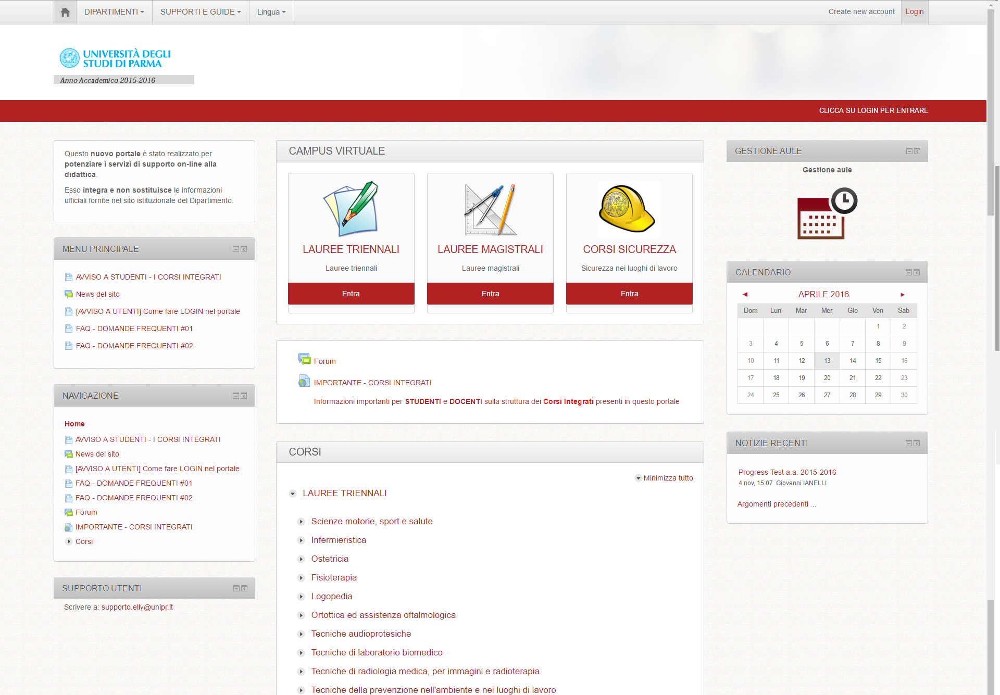 DIPARTIMENTI
SUPPORTI E GUIDE
Lingua
Create new account
Login
UNIVERSITÀ DEGLI
STUDI DI PARMA
Anno Accademico 2015-2016
CLICCA SU LOGIN PER ENTRARE
Questo nuovo portale è stato realizzato per
potenziare i servizi di supporto on-line alla
didattica.
Esso integra e non sostituisce le informazioni
ufficiali fornite nel sito istituzionale del Dipartimento.
MENU PRINCIPALE
AVVISO A STUDENTI - I CORSI INTEGRATI
News del sito
[AVVISO A UTENTI] Come fare LOGIN nel portale
FAQ - DOMANDE FREQUENTI #01
FAQ - DOMANDE FREQUENTI #02
NAVIGAZIONE
Home
AVVISO A STUDENTI - I CORSI INTEGRATI
News del sito
[AVVISO A UTENTI] Come fare LOGIN nel portale
FAQ - DOMANDE FREQUENTI #01
FAQ - DOMANDE FREQUENTI #02
Forum
IMPORTANTE - CORSI INTEGRATI
Corsi
SUPPORTO UTENTI
Scrivere a: supporto.elly@unipr.it
CAMPUS VIRTUALE
LAUREE TRIENNALI
Lauree triennali
Entra
LAUREE MAGISTRALI
Lauree magistrali
Entra
CORSI SICUREZZA
Sicurezza nei luoghi di lavoro
Entra
Forum
IMPORTANTE - CORSI INTEGRATI
Informazioni importanti per STUDENTI e DOCENTI sulla struttura dei Corsi Integrati presenti in questo portale
CORSI
Minimizza tutto
LAUREE TRIENNALI
Scienze motorie, sport e salute
Infermieristica
Ostetricia
Fisioterapia
Logopedia
Ortottica ed assistenza oftalmologica
Tecniche audioprotesiche
Tecniche di laboratorio biomedico
Tecniche di radiologia medica, per immagini e radioterapia
Tecniche della prevenzione nell'ambiente e nei luoghi di lavoro
GESTIONE AULE
Gestione aule
CALENDARIO
◄ APRILE 2016 ►
Dom Lun Mar Mer Gio Ven Sab
1 2
3 4 5 6 7 8 9
10 11 12 13 14 15 16
17 18 19 20 21 22 23
24 25 26 27 28 29 30
NOTIZIE RECENTI
Progress Test a.a. 2015-2016
4 nov, 15:07 Giovanni IANELLI
Argomenti precedenti ...